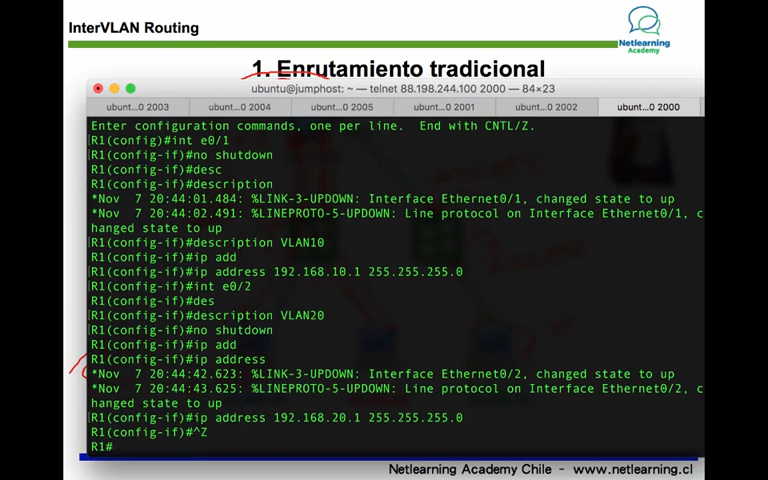 InterVLAN Routing
Netlearning
Academy
1. Enrutamiento tradicional
ubuntu@jumphost: ~ — telnet 88.198.244.100 2000 — 84×23
ubunt...0 2003 ubunt...0 2004 ubunt...0 2005 ubunt...0 2001 ubunt...0 2002 ubunt...0 2000
Enter configuration commands, one per line.  End with CNTL/Z.
R1(config)#int e0/1
R1(config-if)#no shutdown
R1(config-if)#desc
R1(config-if)#description
*Nov  7 20:44:01.484: %LINK-3-UPDOWN: Interface Ethernet0/1, changed state to up
*Nov  7 20:44:02.491: %LINEPROTO-5-UPDOWN: Line protocol on Interface Ethernet0/1, c
hanged state to up
R1(config-if)#description VLAN10
R1(config-if)#ip add
R1(config-if)#ip address 192.168.10.1 255.255.255.0
R1(config-if)#int e0/2
R1(config-if)#des
R1(config-if)#description VLAN20
R1(config-if)#no shutdown
R1(config-if)#ip add
R1(config-if)#ip address
*Nov  7 20:44:42.623: %LINK-3-UPDOWN: Interface Ethernet0/2, changed state to up
*Nov  7 20:44:43.625: %LINEPROTO-5-UPDOWN: Line protocol on Interface Ethernet0/2, c
hanged state to up
R1(config-if)#ip address 192.168.20.1 255.255.255.0
R1(config-if)#^Z
R1#
Netlearning Academy Chile - www.netlearning.cl